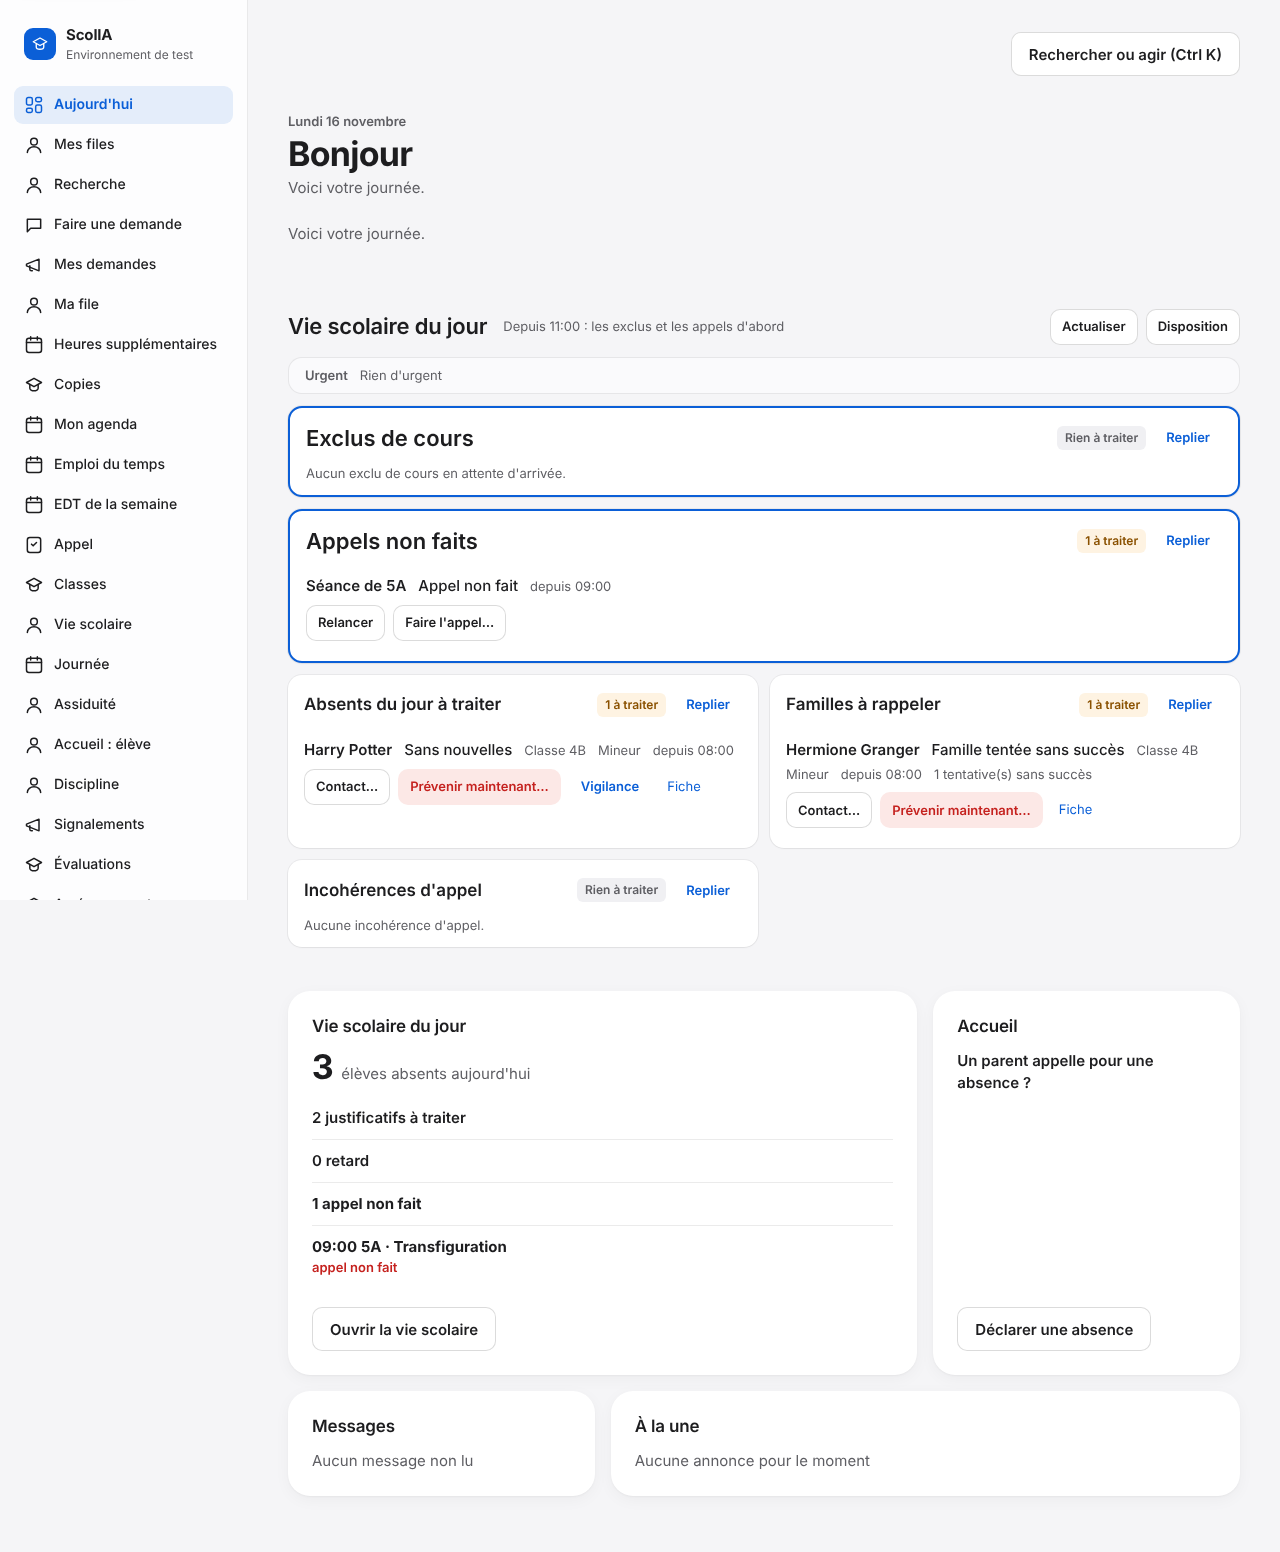 ScolIA
Environnement de test
Aujourd'hui
Mes files
Recherche
Faire une demande
Mes demandes
Ma file
Heures supplémentaires
Copies
Mon agenda
Emploi du temps
EDT de la semaine
Appel
Classes
Vie scolaire
Journée
Assiduité
Accueil : élève
Discipline
Signalements
Évaluations
Rechercher ou agir (Ctrl K)
Lundi 16 novembre
Bonjour
Voici votre journée.
Voici votre journée.
Vie scolaire du jour Depuis 11:00 : les exclus et les appels d'abord Actualiser Disposition
Urgent Rien d'urgent
Exclus de cours Rien à traiter Replier
Aucun exclu de cours en attente d'arrivée.
Appels non faits 1 à traiter Replier
Séance de 5A Appel non fait depuis 09:00
Relancer Faire l'appel...
Absents du jour à traiter 1 à traiter Replier
Harry Potter Sans nouvelles Classe 4B Mineur depuis 08:00
Contact... Prévenir maintenant... Vigilance Fiche
Familles à rappeler 1 à traiter Replier
Hermione Granger Famille tentée sans succès Classe 4B
Mineur depuis 08:00 1 tentative(s) sans succès
Contact... Prévenir maintenant... Fiche
Incohérences d'appel Rien à traiter Replier
Aucune incohérence d'appel.
Vie scolaire du jour
3 élèves absents aujourd'hui
2 justificatifs à traiter
0 retard
1 appel non fait
09:00 5A · Transfiguration
appel non fait
Ouvrir la vie scolaire
Accueil
Un parent appelle pour une
absence ?
Déclarer une absence
Messages
Aucun message non lu
À la une
Aucune annonce pour le moment